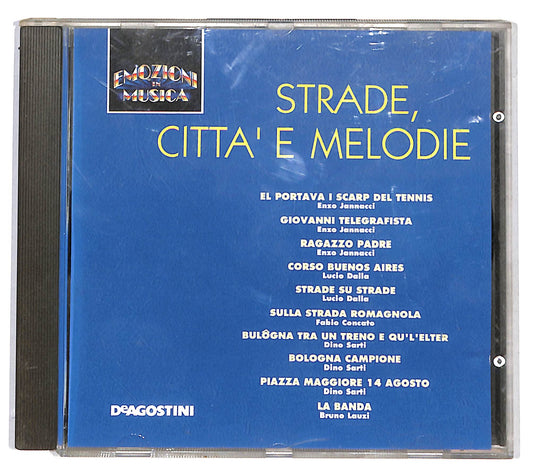 EMOZIONI
IN
MUSICA
STRADE,
CITTA' E MELODIE
EL PORTAVA I SCARP DEL TENNIS
Enzo Jannacci
GIOVANNI TELEGRAFISTA
Enzo Jannacci
RAGAZZO PADRE
Enzo Jannacci
CORSO BUENOS AIRES
Lucio Dalla
STRADE SU STRADE
Lucio Dalla
SULLA STRADA ROMAGNOLA
Fabio Concato
BULÔGNA TRA UN TRENO E QU'L'ELTER
Dino Sarti
BOLOGNA CAMPIONE
Dino Sarti
PIAZZA MAGGIORE 14 AGOSTO
Dino Sarti
LA BANDA
Bruno Lauzi
DEAGOSTINI